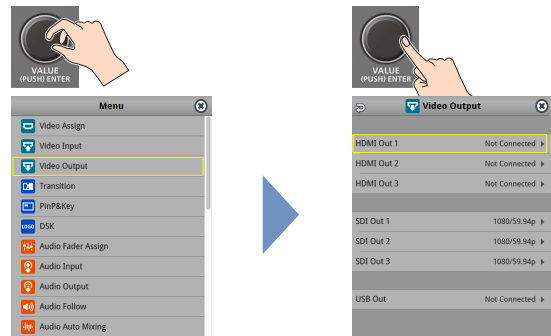 VALUE
(PUSH) ENTER
Menu
Video Assign
Video Input
Video Output
Transition
PinP&Key
LOGO DSK
Audio Fader Assign
Audio Input
Audio Output
Audio Follow
Audio Auto Mixing
VALUE
(PUSH) ENTER
Video Output
HDMI Out 1 Not Connected
HDMI Out 2 Not Connected
HDMI Out 3 Not Connected
SDI Out 1 1080/59.94p
SDI Out 2 1080/59.94p
SDI Out 3 1080/59.94p
USB Out Not Connected